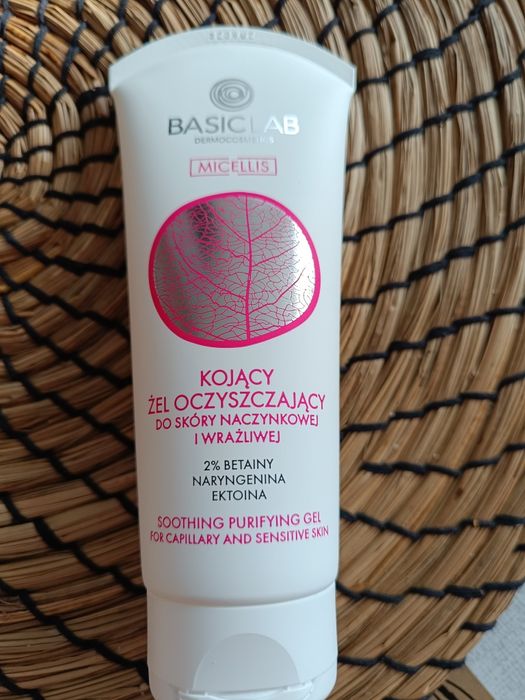 BASICLAB
DERMOCOSMETICS
MICELLIS
KOJĄCY
ŻEL OCZYSZCZAJĄCY
DO SKÓRY NACZYNKOWEJ
I WRAŻLIWEJ
2% BETAINY
NARYNGENINA
EKTOINA
SOOTHING PURIFYING GEL
FOR CAPILLARY AND SENSITIVE SKIN